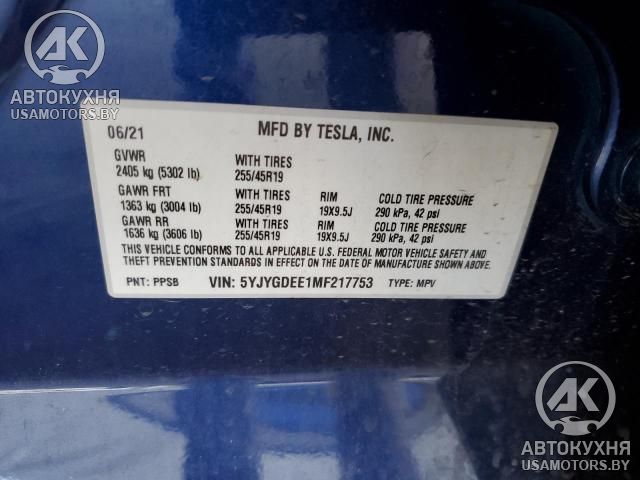 АК
АВТОКУХНЯ
USAMOTORS.BY
06/21 MFD BY TESLA, INC.
GVWR
2405 kg (5302 lb) WITH TIRES 255/45R19
GAWR FRT
1363 kg (3004 lb) WITH TIRES 255/45R19 RIM 19X9.5J COLD TIRE PRESSURE 290 kPa, 42 psi
GAWR RR
1636 kg (3606 lb) WITH TIRES 255/45R19 RIM 19X9.5J COLD TIRE PRESSURE 290 kPa, 42 psi
THIS VEHICLE CONFORMS TO ALL APPLICABLE U.S. FEDERAL MOTOR VEHICLE SAFETY AND
THEFT PREVENTION STANDARDS IN EFFECT ON THE DATE OF MANUFACTURE SHOWN ABOVE.
PNT: PPSB VIN: 5YJYGDEE1MF217753 TYPE: MPV
АК
АВТОКУХНЯ
USAMOTORS.BY